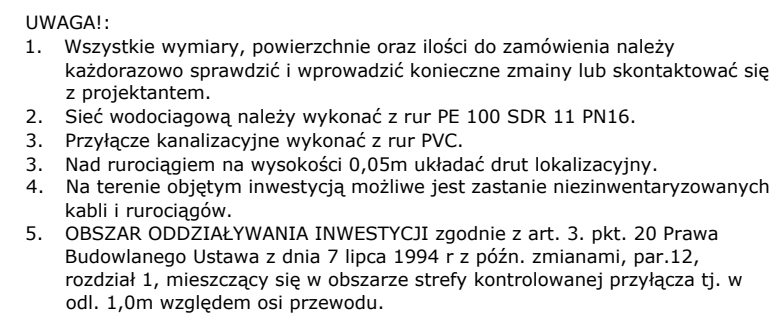 UWAGA!:
1. Wszystkie wymiary, powierzchnie oraz ilości do zamówienia należy
każdorazowo sprawdzić i wprowadzić konieczne zmainy lub skontaktować się
z projektantem.
2. Sieć wodociagową należy wykonać z rur PE 100 SDR 11 PN16.
3. Przyłącze kanalizacyjne wykonać z rur PVC.
3. Nad rurociągiem na wysokości 0,05m układać drut lokalizacyjny.
4. Na terenie objętym inwestycją możliwe jest zastanie niezinwentaryzowanych
kabli i rurociągów.
5. OBSZAR ODDZIAŁYWANIA INWESTYCJI zgodnie z art. 3. pkt. 20 Prawa
Budowlanego Ustawa z dnia 7 lipca 1994 r z późn. zmianami, par.12,
rozdział 1, mieszczący się w obszarze strefy kontrolowanej przyłącza tj. w
odl. 1,0m względem osi przewodu.